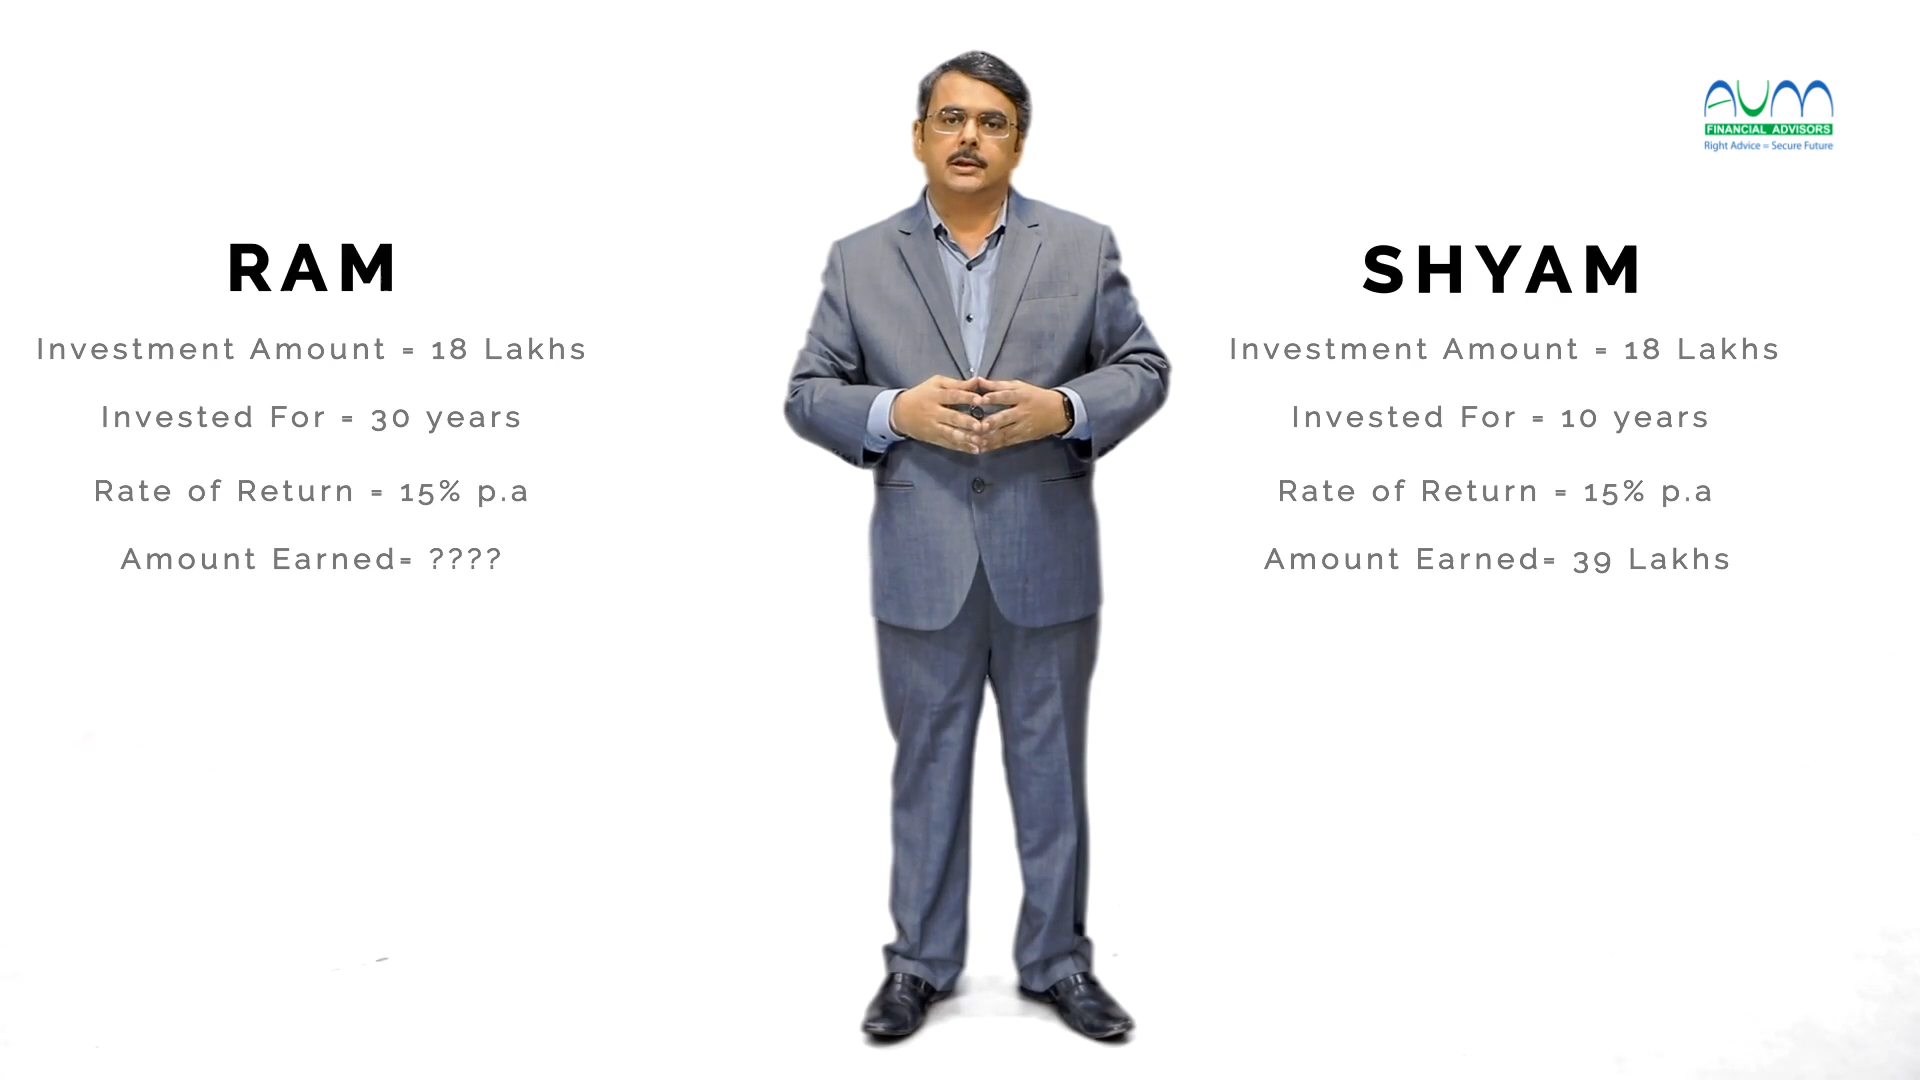 AUM
FINANCIAL ADVISORS
Right Advice = Secure Future
RAM
Investment Amount = 18 Lakhs
Invested For = 30 years
Rate of Return = 15% p.a
Amount Earned= ????
SHYAM
Investment Amount = 18 Lakhs
Invested For = 10 years
Rate of Return = 15% p.a
Amount Earned= 39 Lakhs